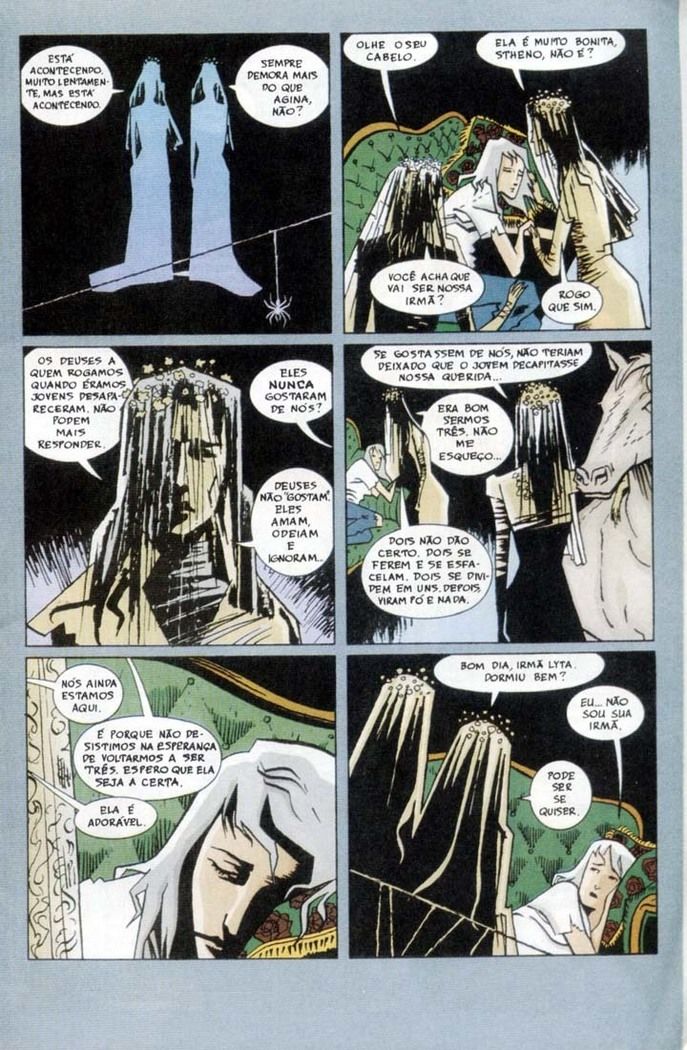 ESTÁ
ACONTECENDO.
MUITO LENTAMEN-
TE, MAS ESTÁ
ACONTECENDO.
SEMPRE
DEMORA MAIS
DO QUE
AGINA,
NÃO?
OLHE O SEU
CABELO.
ELA É MUITO BONITA,
STHENO, NÃO É?
VOCÊ ACHA QUE
VAI SER NOSSA
IRMÃ?
ROGO
QUE SIM.
OS DEUSES A
QUEM ROGAMOS
QUANDO ÉRAMOS
JOVENS DESAPA-
RECERAM. NÃO
PODEM
MAIS
RESPONDER.
ELES
NUNCA
GOSTARAM
DE NÓS?
DEUSES
NÃO "GOSTAM".
ELES
AMAM,
ODEIAM
E
IGNORAM...
SE GOSTASSEM DE NÓS, NÃO TERIAM
DEIXADO QUE O JOVEM DECAPITASSE
NOSSA QUERIDA...
ERA BOM
SERMOS
TRÊS. NÃO
ME
ESQUEÇO...
DOIS NÃO DÃO
CERTO. DOIS SE
FEREM E SE ESFA-
CELAM. DOIS SE DIVI-
DEM EM UNS. DEPOIS,
VIRAM PÓ E NADA.
NÓS AINDA
ESTAMOS
AQUI.
É PORQUE NÃO DE-
SISTIMOS NA ESPERANÇA
DE VOLTARMOS A SER
TRÊS. ESPERO QUE ELA
SEJA A CERTA.
ELA É
ADORÁVEL.
BOM DIA, IRMÃ LYTA.
DORMIU BEM?
EU... NÃO
SOU SUA
IRMÃ.
PODE
SER
SE
QUISER.